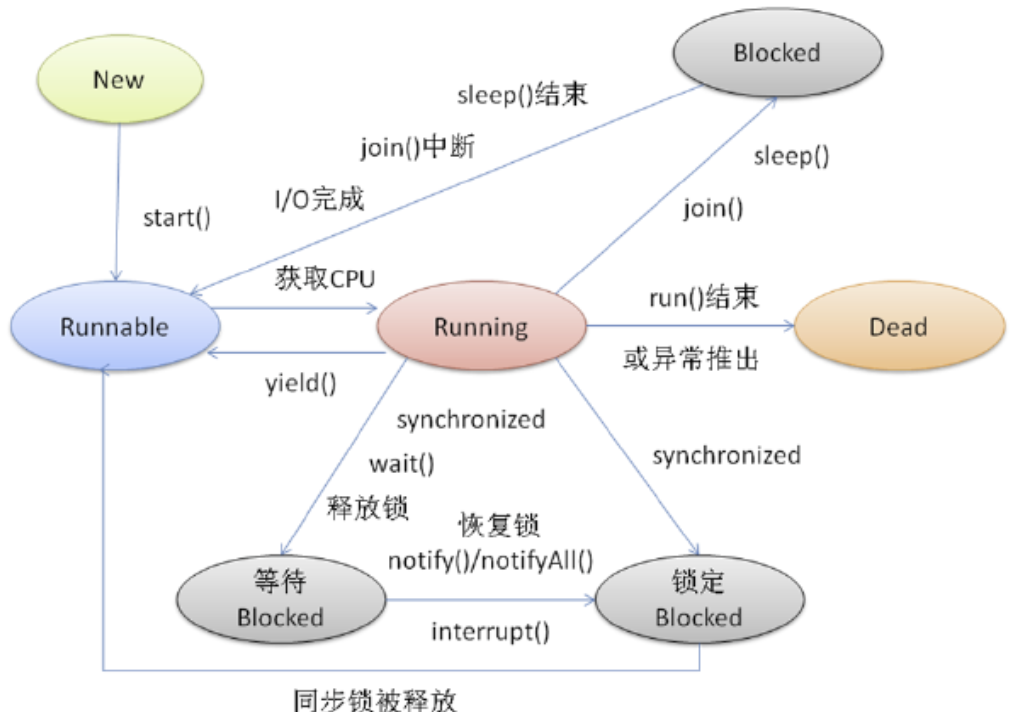 Blocked
New
sleep()结束
join()中断
sleep()
I/O完成
join()
start()
获取CPU
run()结束
Runnable
Running
Dead
或异常推出
yield()
synchronized
synchronized
wait()
释放锁
恢复锁
notify()/notifyAll()
等待
Blocked
锁定
Blocked
interrupt()
同步锁被释放